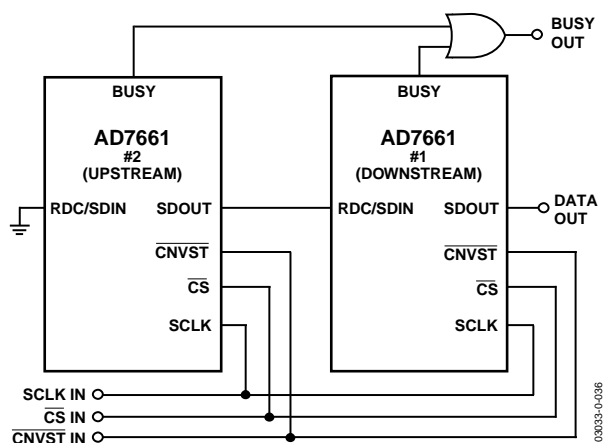 BUSY
OUT
BUSY
BUSY
AD7661
#2
(UPSTREAM)
AD7661
#1
(DOWNSTREAM)
RDC/SDIN
SDOUT
RDC/SDIN
SDOUT
DATA
OUT
CNVST
CNVST
CS
CS
SCLK
SCLK
SCLK IN
CS IN
CNVST IN
03033-0-036